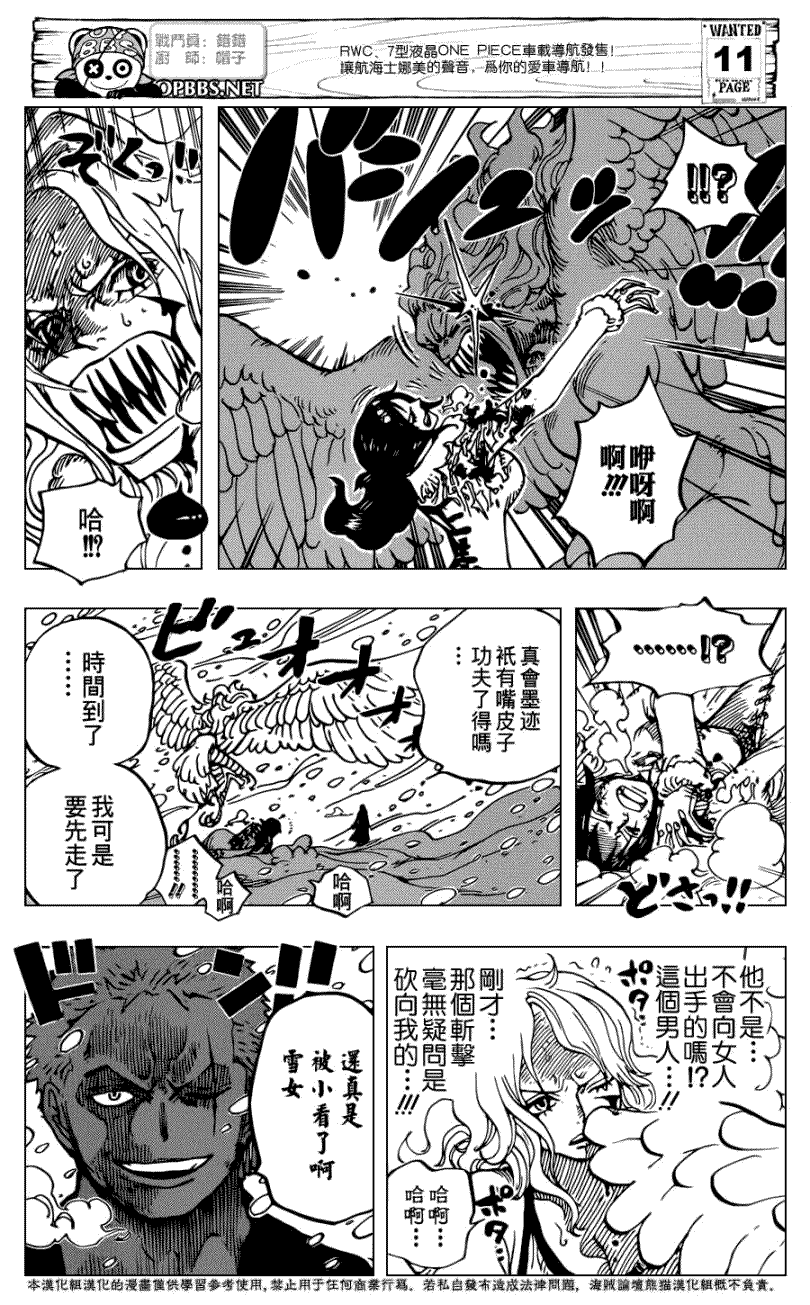 戰鬥員：錯錯
廚　師：帽子
OPBBS.NET
RWC、7型液晶ONE PIECE車載導航發售！
讓航海士娜美的聲音，爲你的愛車導航！！
WANTED
11
PAGE
!!?
バシュッ
咿呀啊
啊!!!
ぞくっ!!
哈
!!?
……!?
どさっ!!
真會墨迹
衹有嘴皮子
功夫了得嗎
…
ビュオオオ
時間到了
……
我可是
要先走了
………!!
哈啊
哈啊
他不是…
不會向女人
出手的嗎!?
這個男人…!!
剛才…
那個斬擊
毫無疑問是
砍向我的…!!!
ポタ…
ポタ…
哈啊…
哈啊…
還真是
被小看了啊
雪女
ドン!!
本漢化組漢化的漫畫僅供學習参考使用，禁止用于任何商業行爲。若私自發布造成法律問題，海賊論壇熊猫漢化組概不負責。